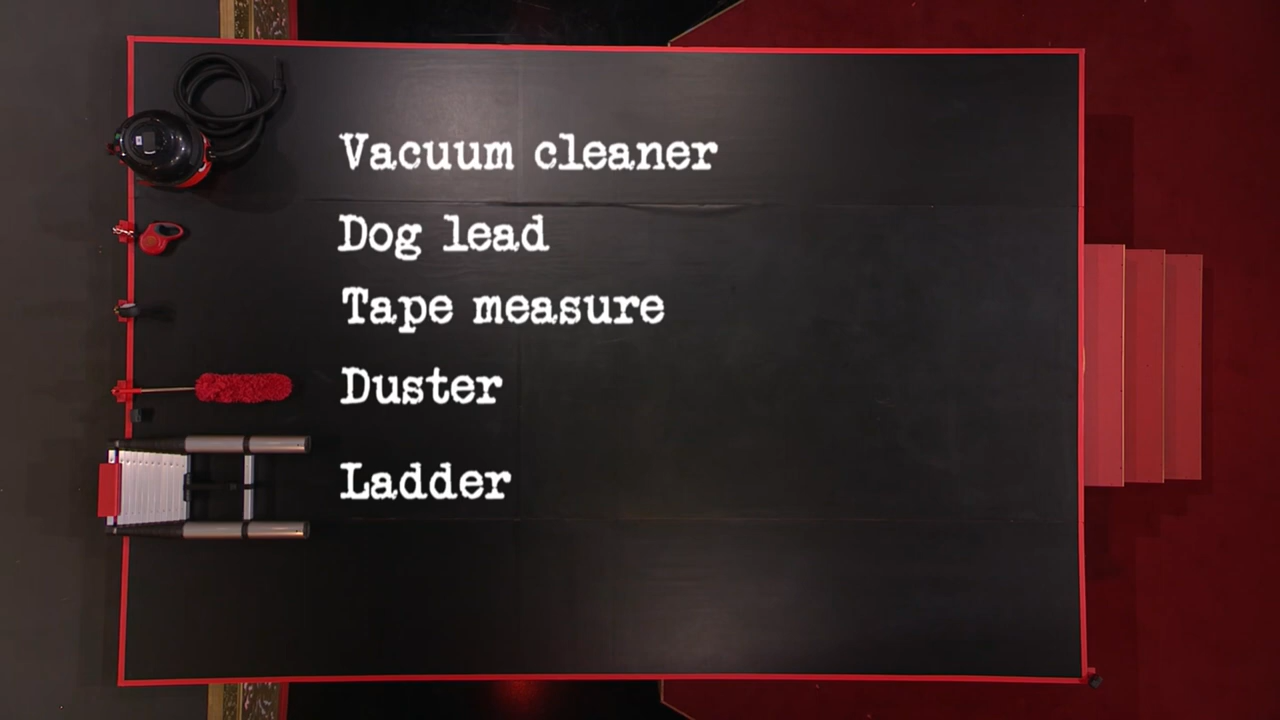 Vacuum cleaner
Dog lead
Tape measure
Duster
Ladder